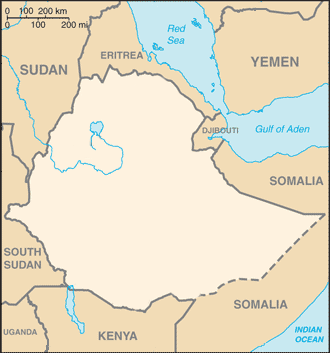 0 100 200 km
0 100 200 mi
Red
Sea
ERITREA
SUDAN
YEMEN
DJIBOUTI
Gulf of Aden
SOMALIA
SOUTH
SUDAN
SOMALIA
INDIAN
OCEAN
UGANDA
KENYA